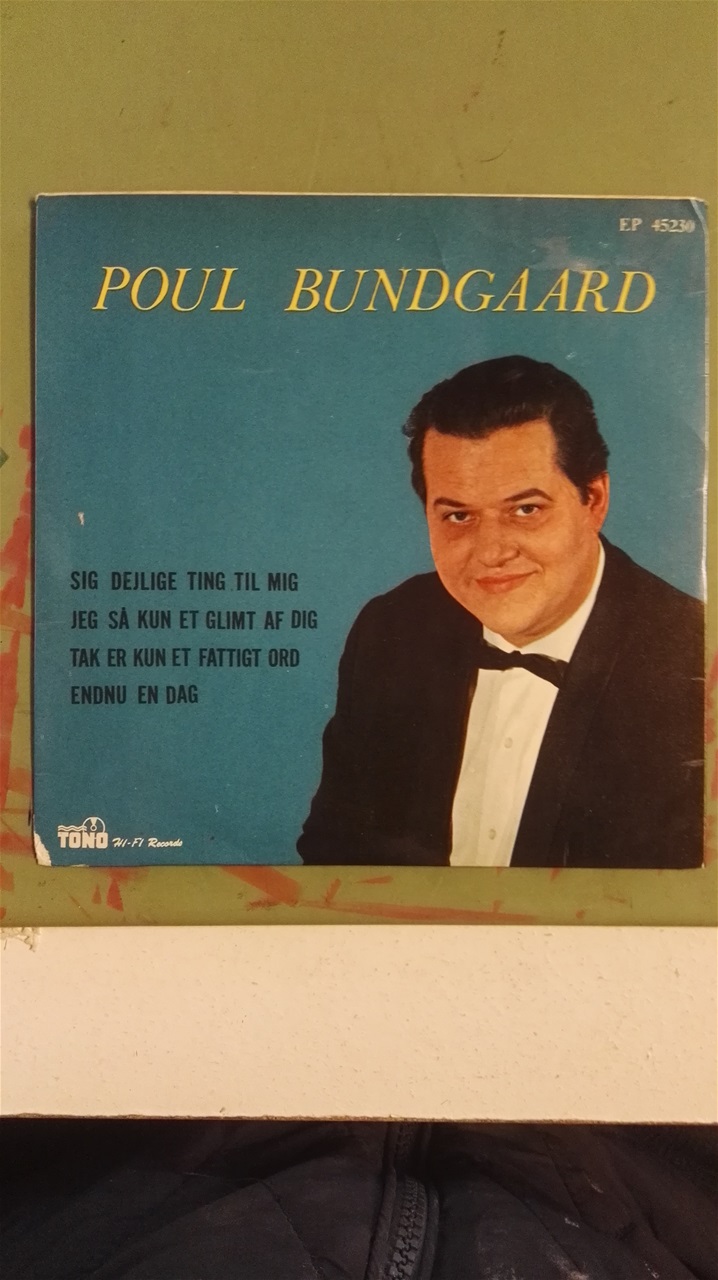 EP 45230
POUL BUNDGAARD
SIG DEJLIGE TING TIL MIG
JEG SÅ KUN ET GLIMT AF DIG
TAK ER KUN ET FATTIGT ORD
ENDNU EN DAG
TONO HI-FI Records